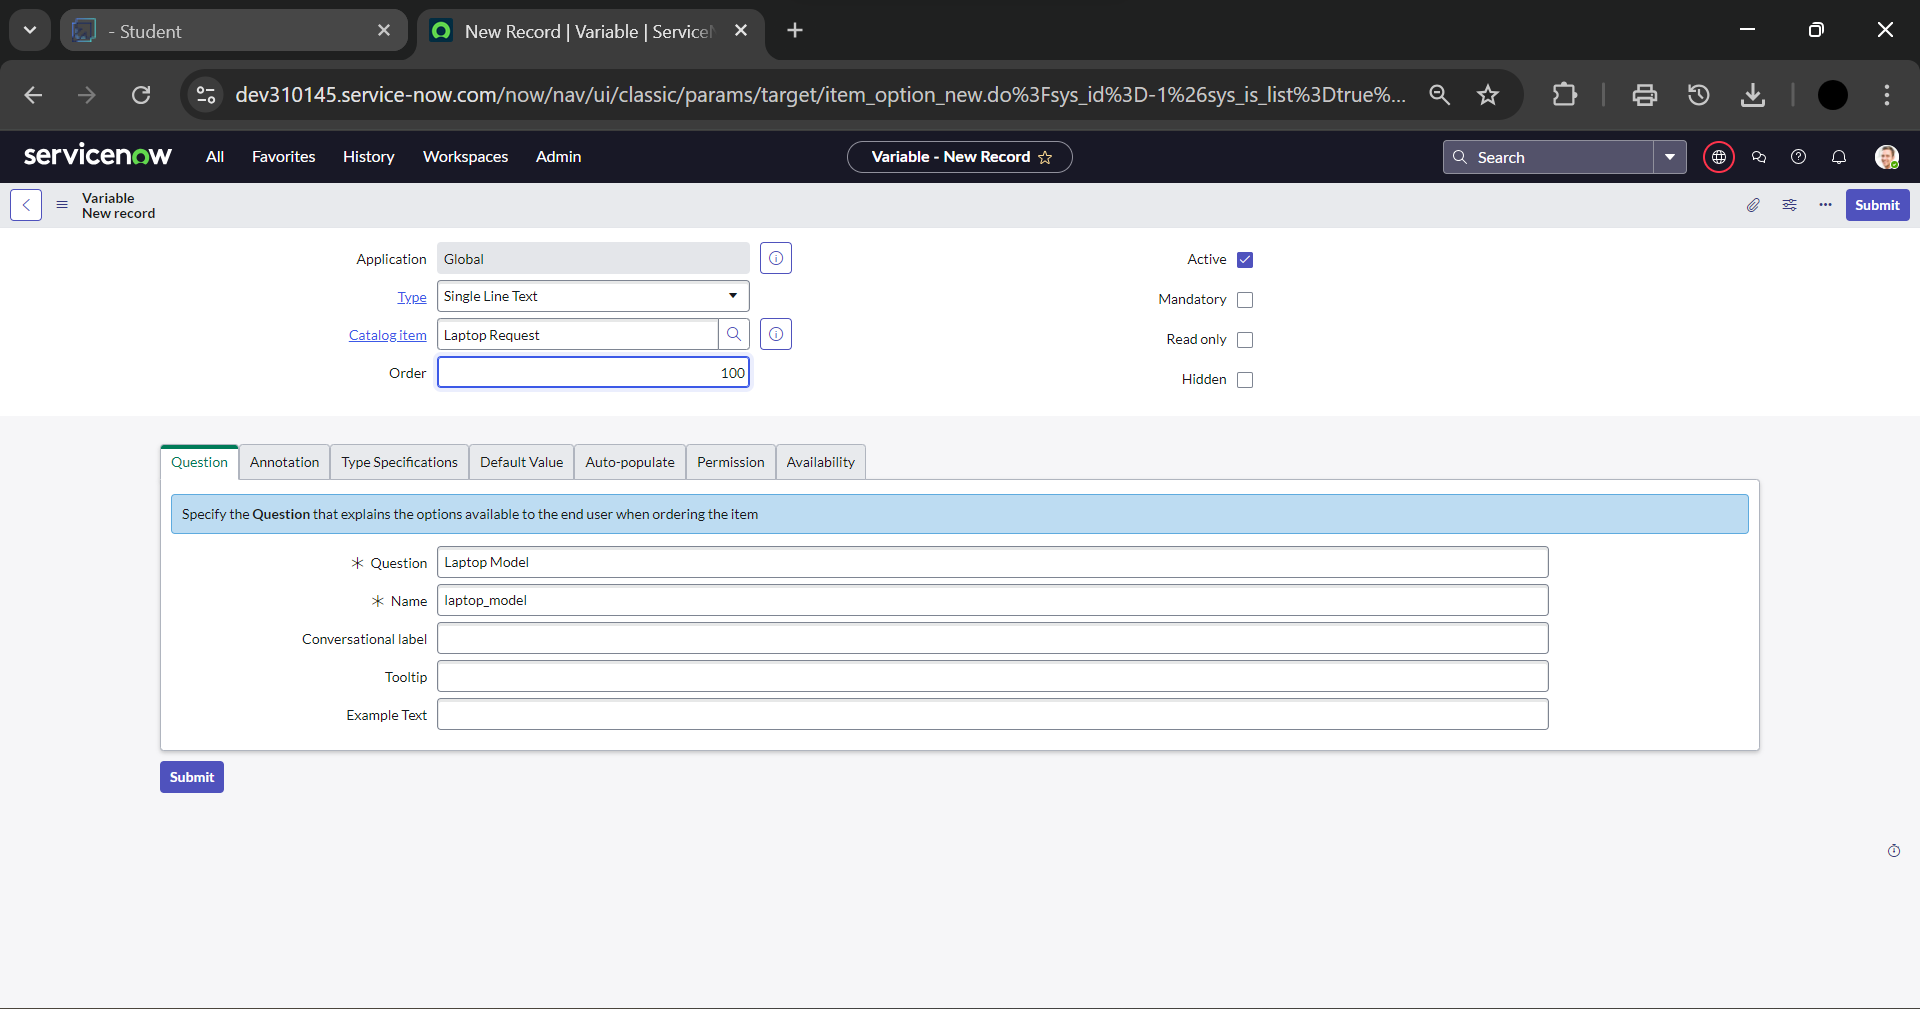 - Student
New Record | Variable | Service
dev310145.service-now.com/now/nav/ui/classic/params/target/item_option_new.do%3Fsys_id%3D-1%26sys_is_list%3Dtrue%...
servicenow All Favorites History Workspaces Admin Variable - New Record Search
Variable
New record
Submit
Application Global
Type Single Line Text
Catalog item Laptop Request
Order 100
Active
Mandatory
Read only
Hidden
Question Annotation Type Specifications Default Value Auto-populate Permission Availability
Specify the Question that explains the options available to the end user when ordering the item
Question Laptop Model
Name laptop_model
Conversational label
Tooltip
Example Text
Submit